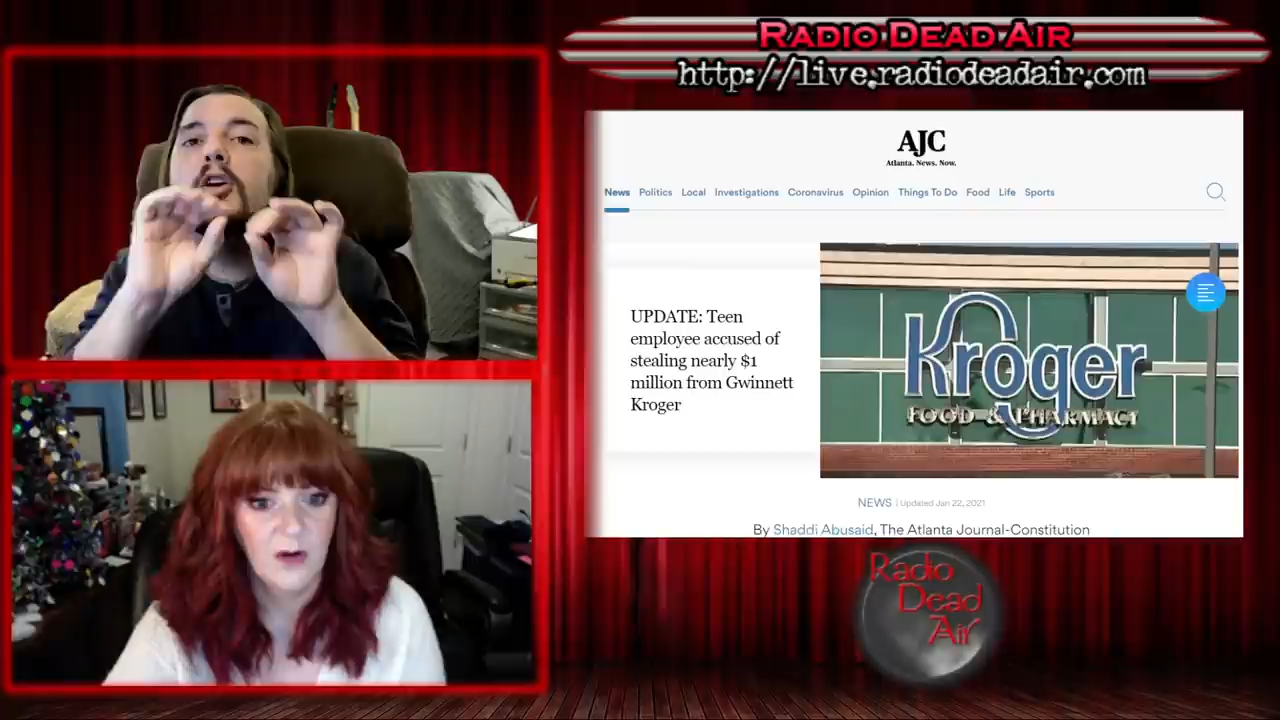 RADIO DEAD AIR
http://live.radiodeadair.com
AJC
Atlanta. News. Now.
News Politics Local Investigations Coronavirus Opinion Things To Do Food Life Sports
UPDATE: Teen
employee accused of
stealing nearly $1
million from Gwinnett
Kroger
Kroger
FOOD & PHARMACY
NEWS | Updated Jan 22, 2021
By Shaddi Abusaid, The Atlanta Journal-Constitution
Radio
Dead
Air